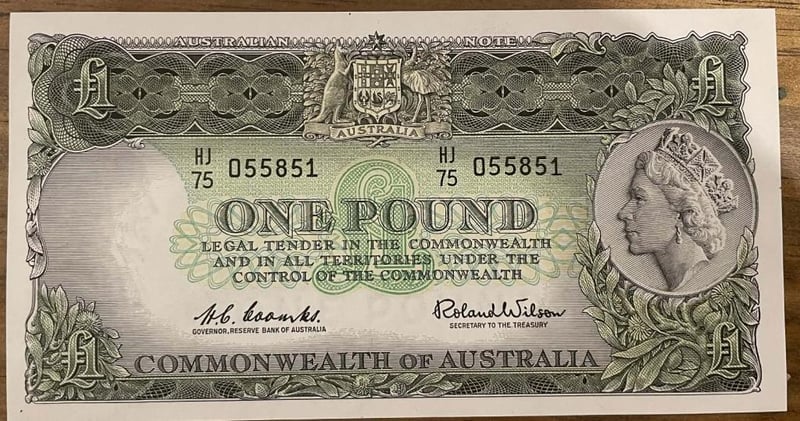 AUSTRALIAN NOTE
£1 £1
AUSTRALIA
HJ
75 055851
HJ
75 055851
ONE POUND
LEGAL TENDER IN THE COMMONWEALTH
AND IN ALL TERRITORIES UNDER THE
CONTROL OF THE COMMONWEALTH
H.C. Coombs.
GOVERNOR, RESERVE BANK OF AUSTRALIA
Roland Wilson
SECRETARY TO THE TREASURY
£1 £1
COMMONWEALTH OF AUSTRALIA